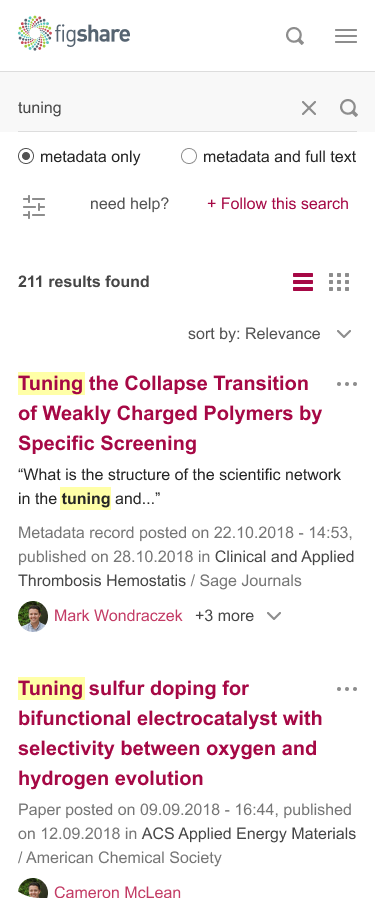 figshare
tuning
metadata only
metadata and full text
need help?
+ Follow this search
211 results found
sort by: Relevance
Tuning the Collapse Transition
of Weakly Charged Polymers by
Specific Screening
“What is the structure of the scientific network
in the tuning and...”
Metadata record posted on 22.10.2018 - 14:53,
published on 28.10.2018 in Clinical and Applied
Thrombosis Hemostatis / Sage Journals
Mark Wondraczek +3 more
Tuning sulfur doping for
bifunctional electrocatalyst with
selectivity between oxygen and
hydrogen evolution
Paper posted on 09.09.2018 - 16:44, published
on 12.09.2018 in ACS Applied Energy Materials
/ American Chemical Society
Cameron McLean